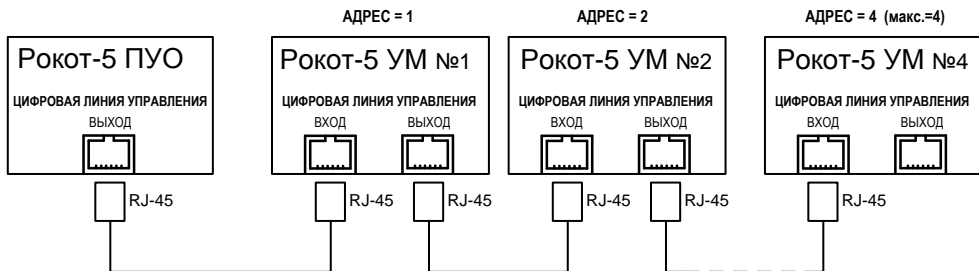 АДРЕС = 1
АДРЕС = 2
АДРЕС = 4 (макс.=4)
Рокот-5 ПУО
Рокот-5 УМ №1
Рокот-5 УМ №2
Рокот-5 УМ №4
ЦИФРОВАЯ ЛИНИЯ УПРАВЛЕНИЯ
ЦИФРОВАЯ ЛИНИЯ УПРАВЛЕНИЯ
ЦИФРОВАЯ ЛИНИЯ УПРАВЛЕНИЯ
ЦИФРОВАЯ ЛИНИЯ УПРАВЛЕНИЯ
ВЫХОД
ВХОД
ВЫХОД
ВХОД
ВЫХОД
ВХОД
ВЫХОД
RJ-45
RJ-45
RJ-45
RJ-45
RJ-45
RJ-45